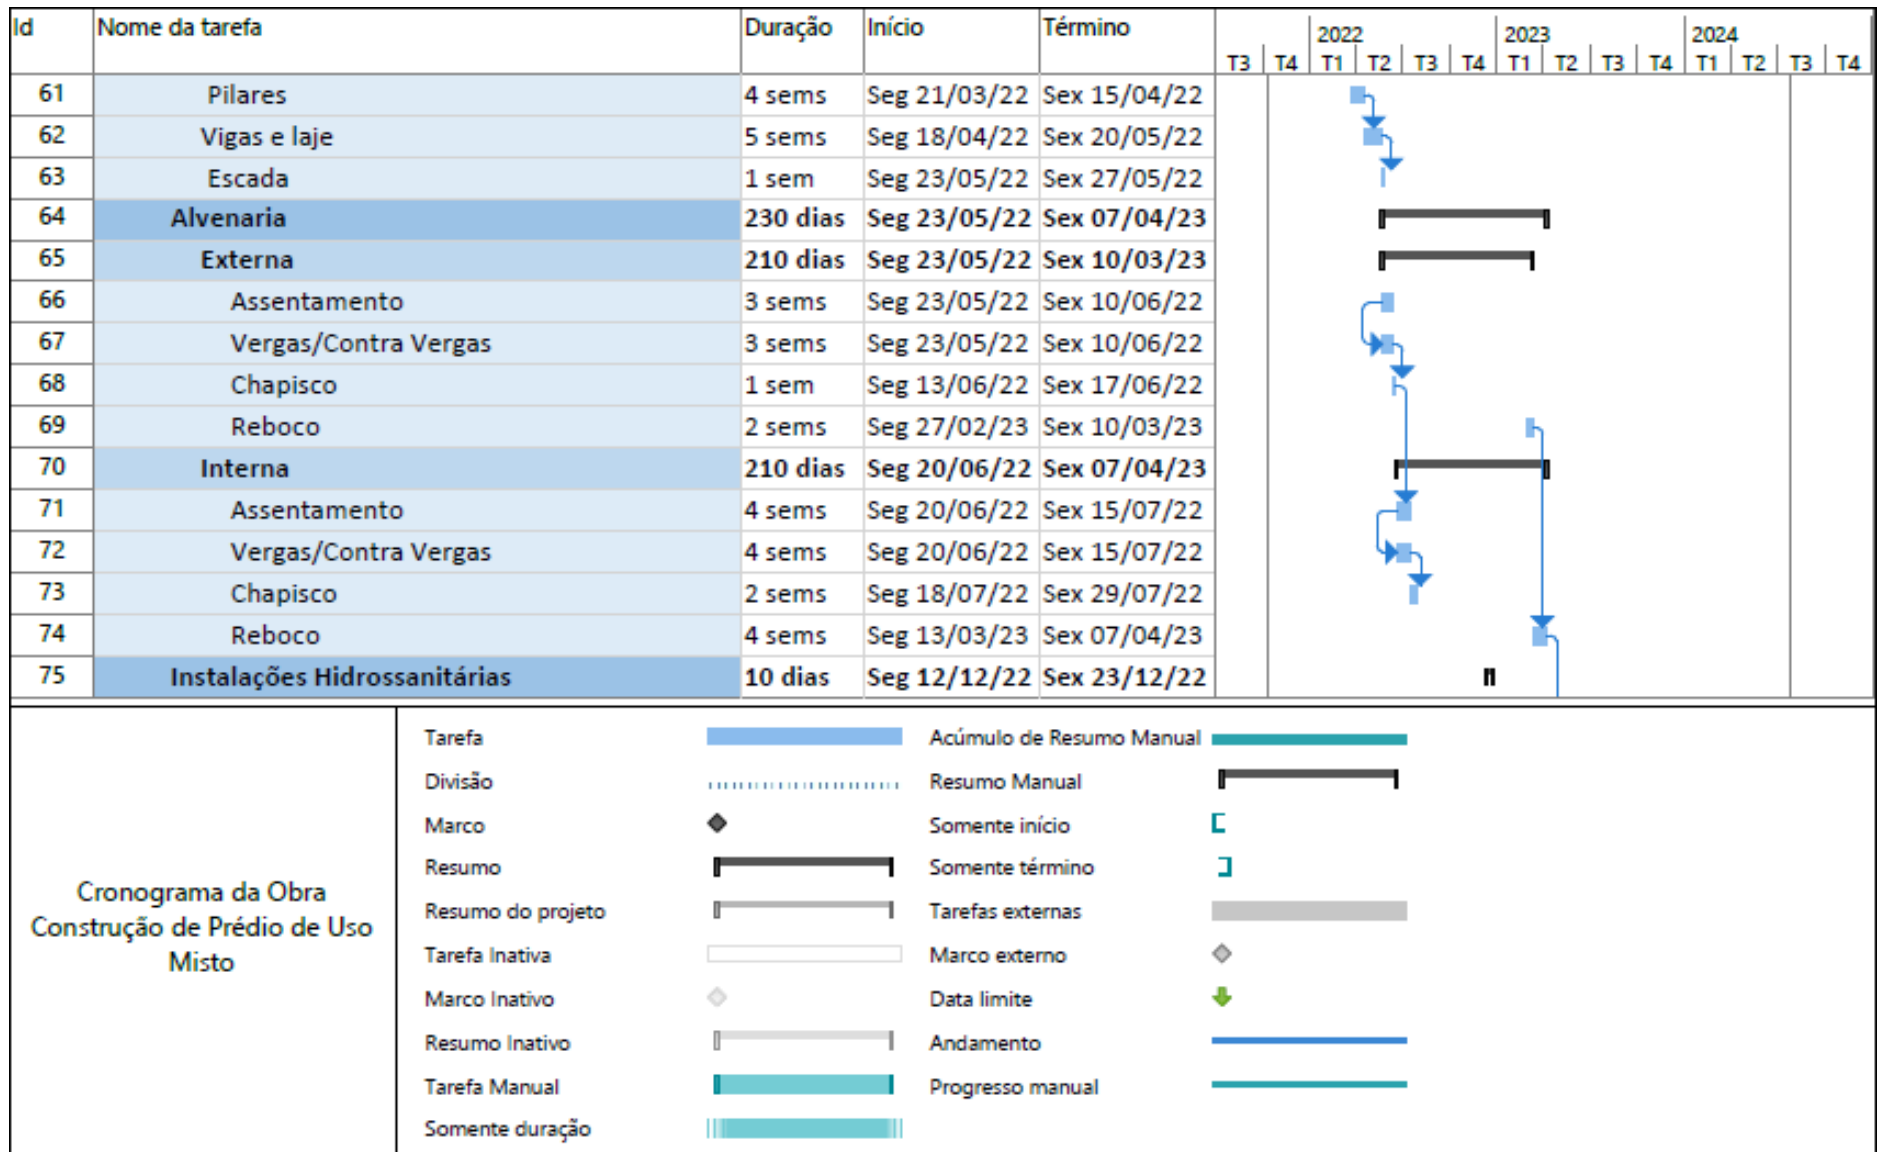 Id Nome da tarefa Duração Início Término 2022 2023 2024
T3 T4 T1 T2 T3 T4 T1 T2 T3 T4 T1 T2 T3 T4
61 Pilares 4 sems Seg 21/03/22 Sex 15/04/22
62 Vigas e laje 5 sems Seg 18/04/22 Sex 20/05/22
63 Escada 1 sem Seg 23/05/22 Sex 27/05/22
64 Alvenaria 230 dias Seg 23/05/22 Sex 07/04/23
65 Externa 210 dias Seg 23/05/22 Sex 10/03/23
66 Assentamento 3 sems Seg 23/05/22 Sex 10/06/22
67 Vergas/Contra Vergas 3 sems Seg 23/05/22 Sex 10/06/22
68 Chapisco 1 sem Seg 13/06/22 Sex 17/06/22
69 Reboco 2 sems Seg 27/02/23 Sex 10/03/23
70 Interna 210 dias Seg 20/06/22 Sex 07/04/23
71 Assentamento 4 sems Seg 20/06/22 Sex 15/07/22
72 Vergas/Contra Vergas 4 sems Seg 20/06/22 Sex 15/07/22
73 Chapisco 2 sems Seg 18/07/22 Sex 29/07/22
74 Reboco 4 sems Seg 13/03/23 Sex 07/04/23
75 Instalações Hidrossanitárias 10 dias Seg 12/12/22 Sex 23/12/22
Cronograma da Obra
Construção de Prédio de Uso
Misto
Tarefa
Divisão
Marco
Resumo
Resumo do projeto
Tarefa Inativa
Marco Inativo
Resumo Inativo
Tarefa Manual
Somente duração
Acúmulo de Resumo Manual
Resumo Manual
Somente início
Somente término
Tarefas externas
Marco externo
Data limite
Andamento
Progresso manual